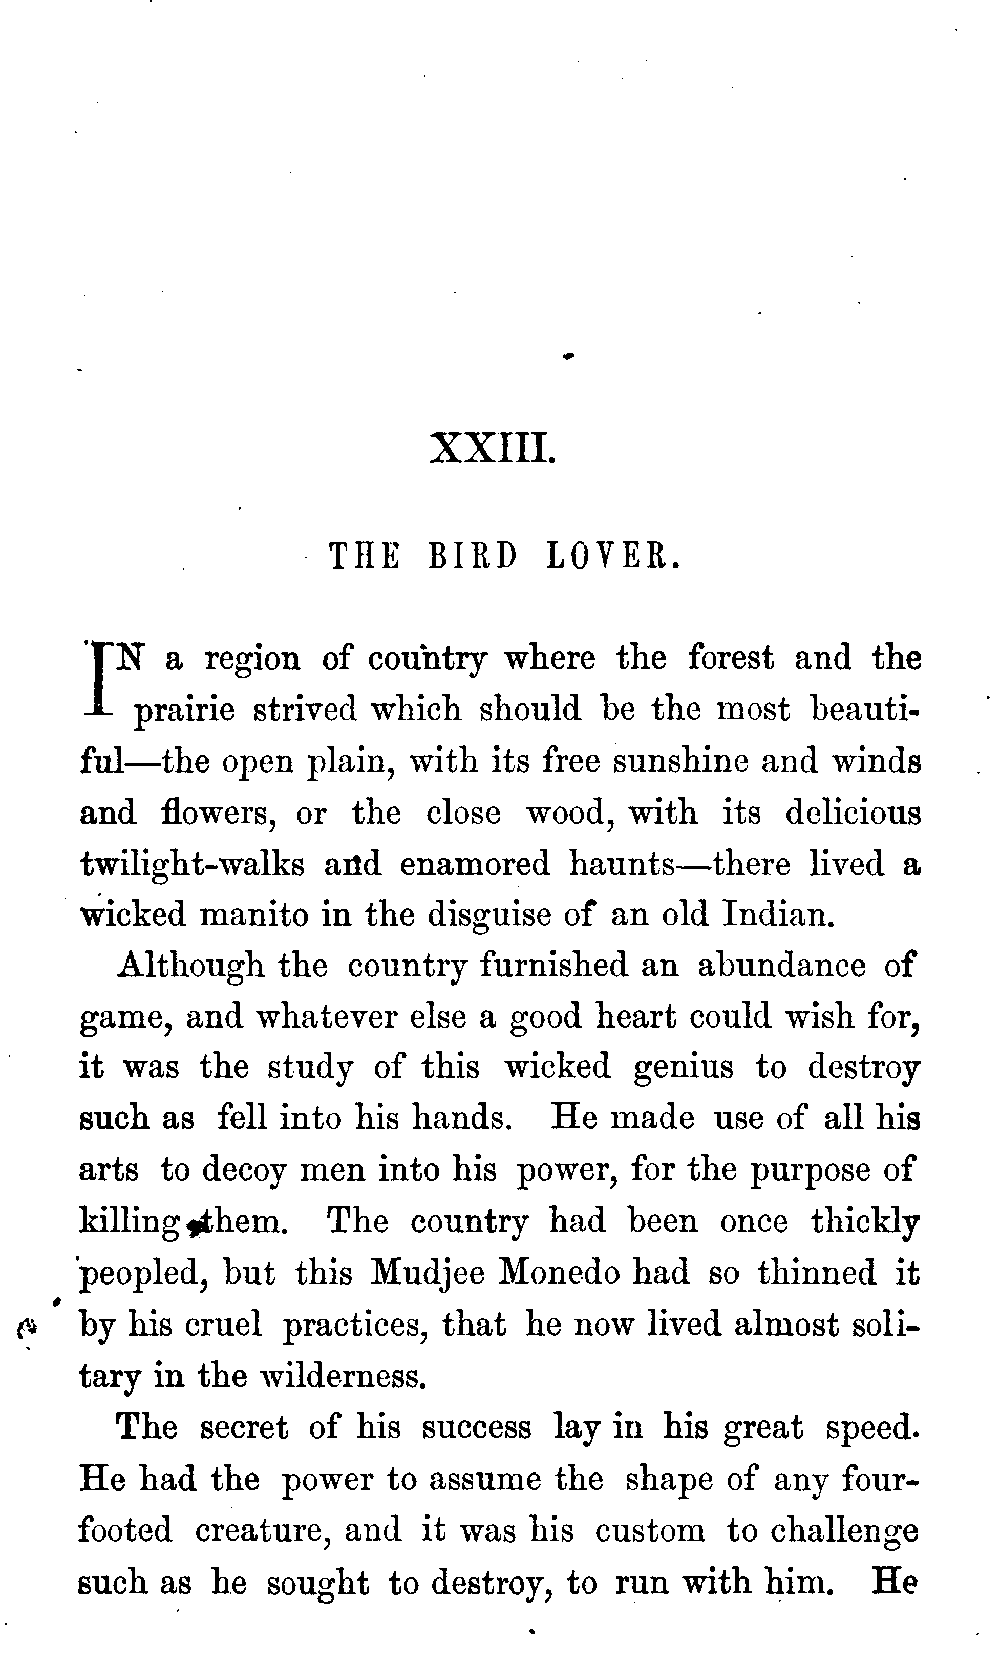 XXIII.
THE BIRD LOVER.
IN a region of country where the forest and the
prairie strived which should be the most beauti-
ful—the open plain, with its free sunshine and winds
and flowers, or the close wood, with its delicious
twilight-walks and enamored haunts—there lived a
wicked manito in the disguise of an old Indian.
Although the country furnished an abundance of
game, and whatever else a good heart could wish for,
it was the study of this wicked genius to destroy
such as fell into his hands. He made use of all his
arts to decoy men into his power, for the purpose of
killing them. The country had been once thickly
peopled, but this Mudjee Monedo had so thinned it
by his cruel practices, that he now lived almost soli-
tary in the wilderness.
The secret of his success lay in his great speed.
He had the power to assume the shape of any four-
footed creature, and it was his custom to challenge
such as he sought to destroy, to run with him. He